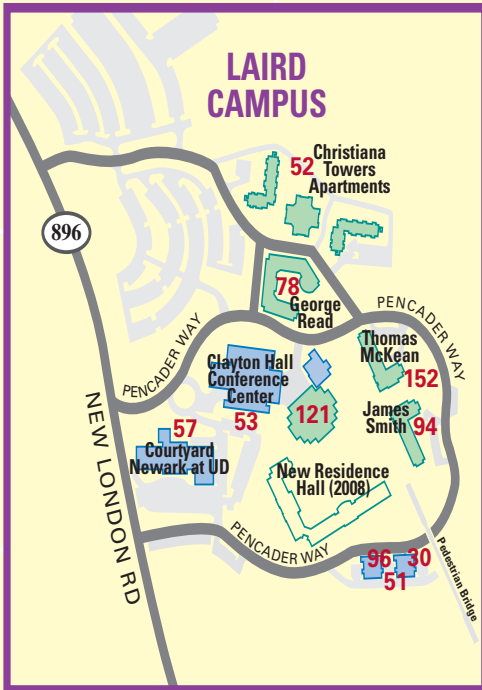 LAIRD
CAMPUS
52
Christiana
Towers
Apartments
896
78
George
Read
PENCADER WAY
PENCADER WAY
Thomas
McKean
152
Clayton Hall
Conference
Center
53
121
James
Smith
94
57
Courtyard
Newark at UD
NEW LONDON RD
New Residence
Hall (2008)
PENCADER WAY
96
30
51
Pedestrian Bridge